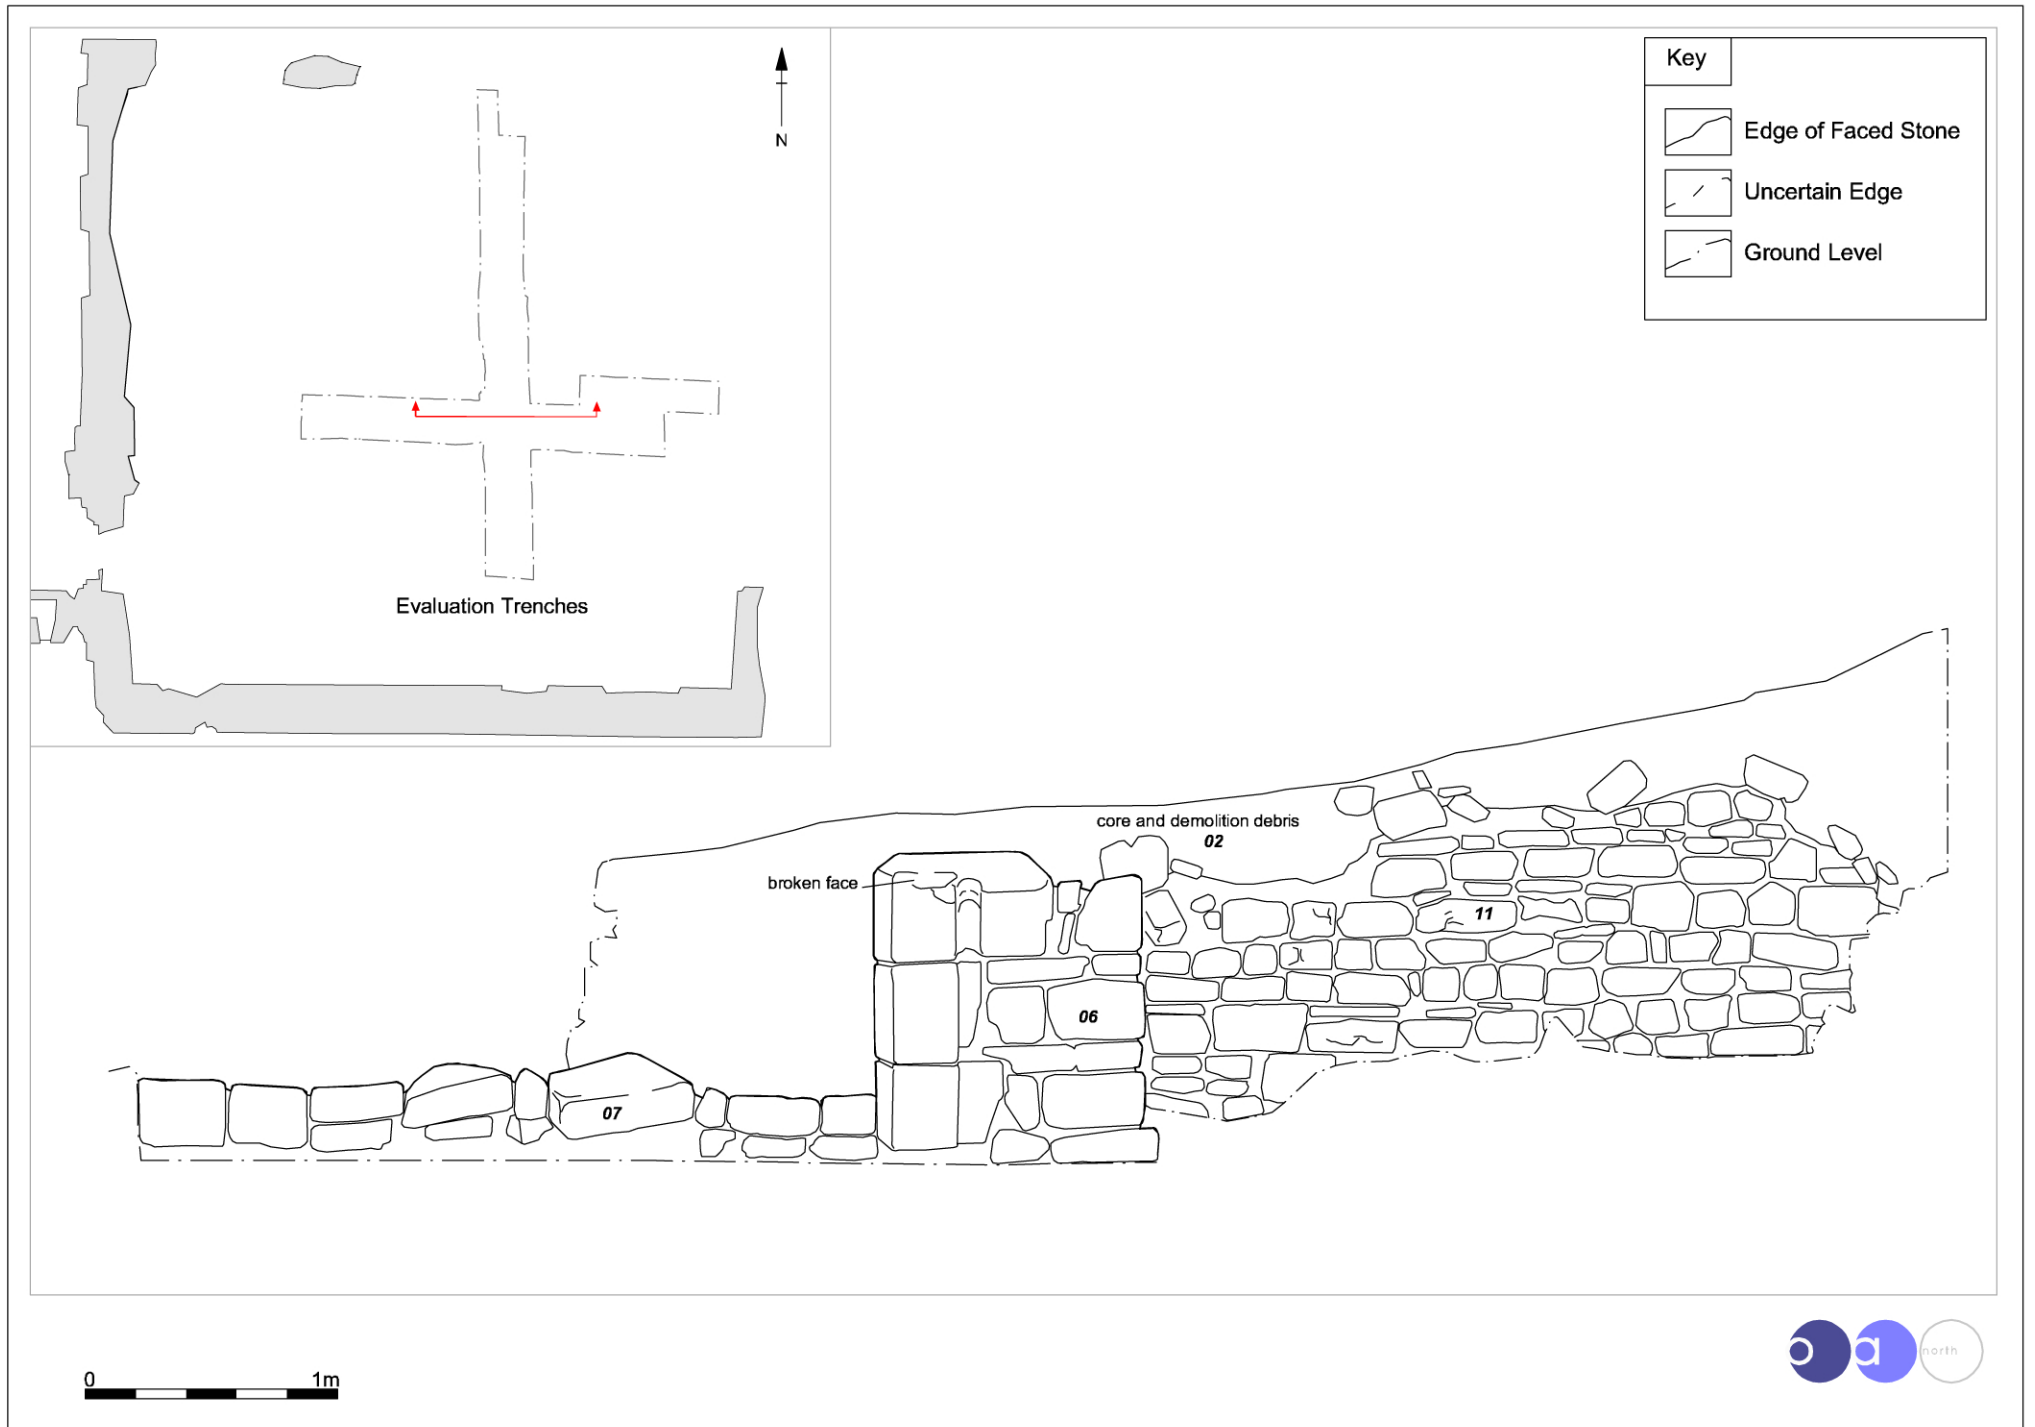 N
Evaluation Trenches
Key
Edge of Faced Stone
Uncertain Edge
Ground Level
core and demolition debris
02
broken face
11
06
07
0 1m
oa north